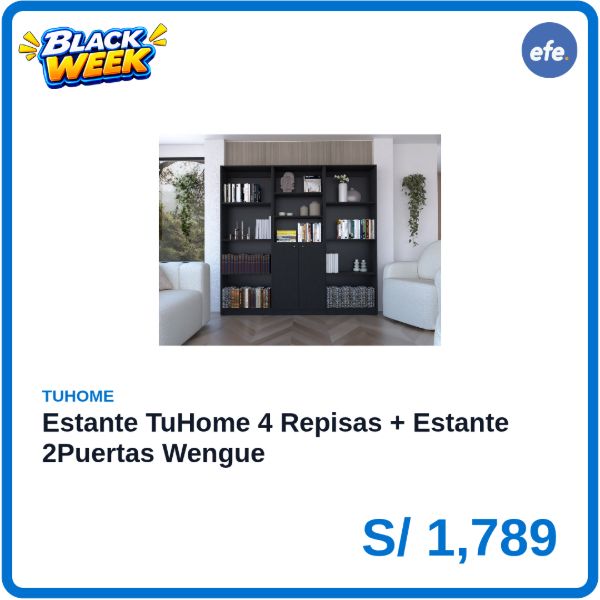 BLACK
WEEK
efe.
TUHOME
Estante TuHome 4 Repisas + Estante
2Puertas Wengue
S/ 1,789